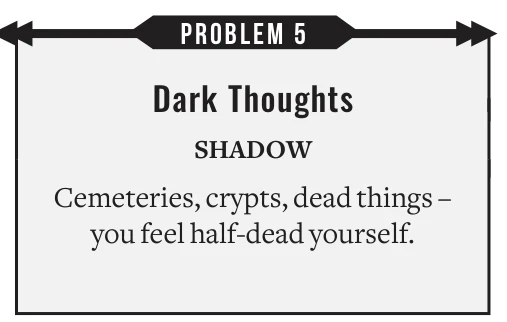 PROBLEM 5
Dark Thoughts
SHADOW
Cemeteries, crypts, dead things –
you feel half-dead yourself.